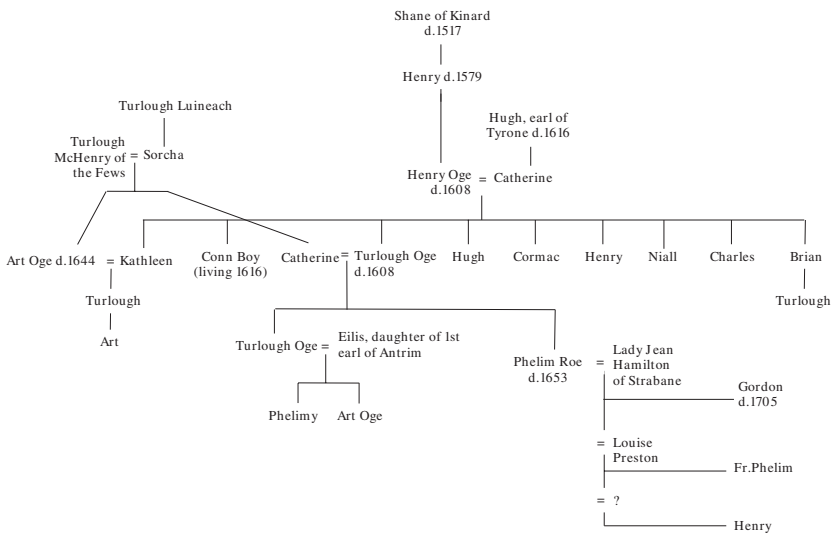 Shane of Kinard
d.1517
Henry d.1579
Turlough Luineach
Hugh, earl of
Tyrone d.1616
Turlough
McHenry of
the Fews
= Sorcha
Henry Oge
d.1608
= Catherine
Art Oge d.1644 = Kathleen
Conn Boy
(living 1616)
Catherine = Turlough Oge
d.1608
Hugh
Cormac
Henry
Niall
Charles
Brian
Turlough
Turlough
Art
Turlough Oge =
Eilis, daughter of 1st
earl of Antrim
Phelim Roe
d.1653
=
Lady Jean
Hamilton
of Strabane
Gordon
d.1705
Phelimy
Art Oge
= Louise
Preston
Fr.Phelim
= ?
Henry